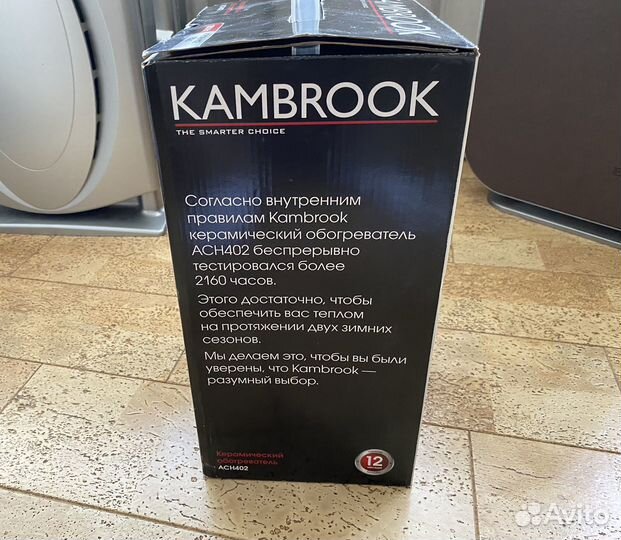 KAMBROOK
THE SMARTER CHOICE
Согласно внутренним
правилам Kambrook
керамический обогреватель
ACH402 беспрерывно
тестировался более
2160 часов.
Этого достаточно, чтобы
обеспечить вас теплом
на протяжении двух зимних
сезонов.
Мы делаем это, чтобы вы были
уверены, что Kambrook —
разумный выбор.
Керамический
обогреватель
ACH402
12
KAMBROOK
Avito